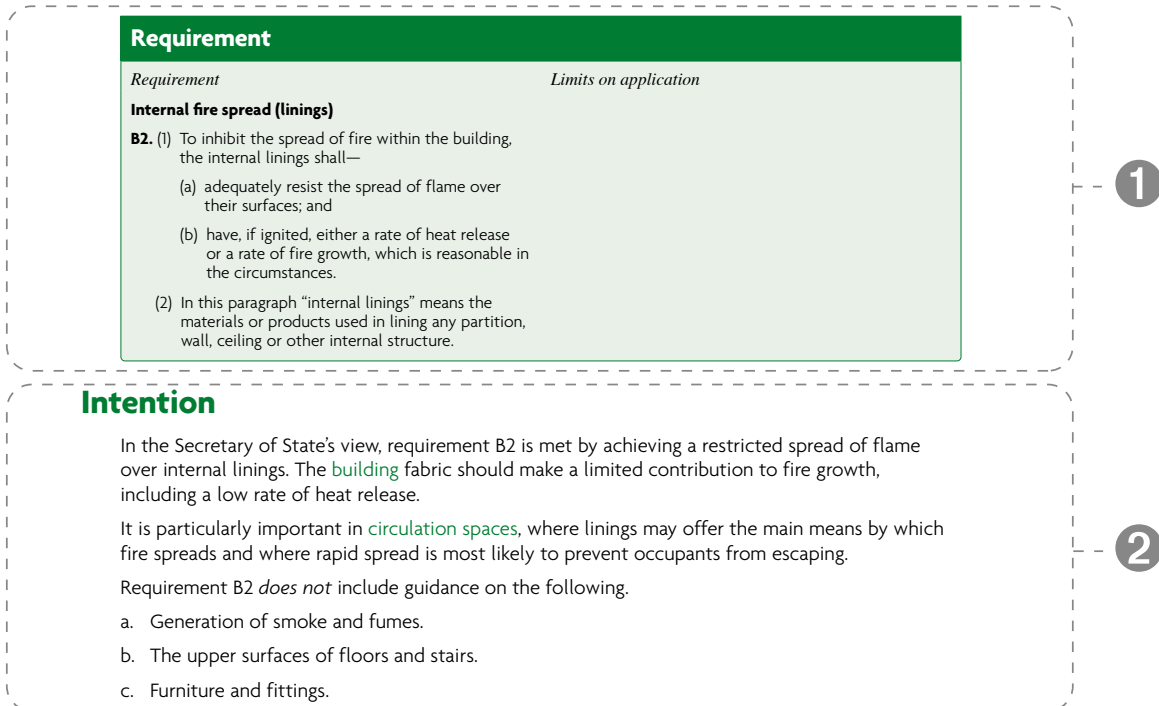 Requirement
Requirement Limits on application
Internal fire spread (linings)
B2. (1) To inhibit the spread of fire within the building,
the internal linings shall—
(a) adequately resist the spread of flame over
their surfaces; and
(b) have, if ignited, either a rate of heat release
or a rate of fire growth, which is reasonable in
the circumstances.
(2) In this paragraph “internal linings” means the
materials or products used in lining any partition,
wall, ceiling or other internal structure.
1
Intention
In the Secretary of State’s view, requirement B2 is met by achieving a restricted spread of flame
over internal linings. The building fabric should make a limited contribution to fire growth,
including a low rate of heat release.
It is particularly important in circulation spaces, where linings may offer the main means by which
fire spreads and where rapid spread is most likely to prevent occupants from escaping.
Requirement B2 does not include guidance on the following.
a. Generation of smoke and fumes.
b. The upper surfaces of floors and stairs.
c. Furniture and fittings.
2